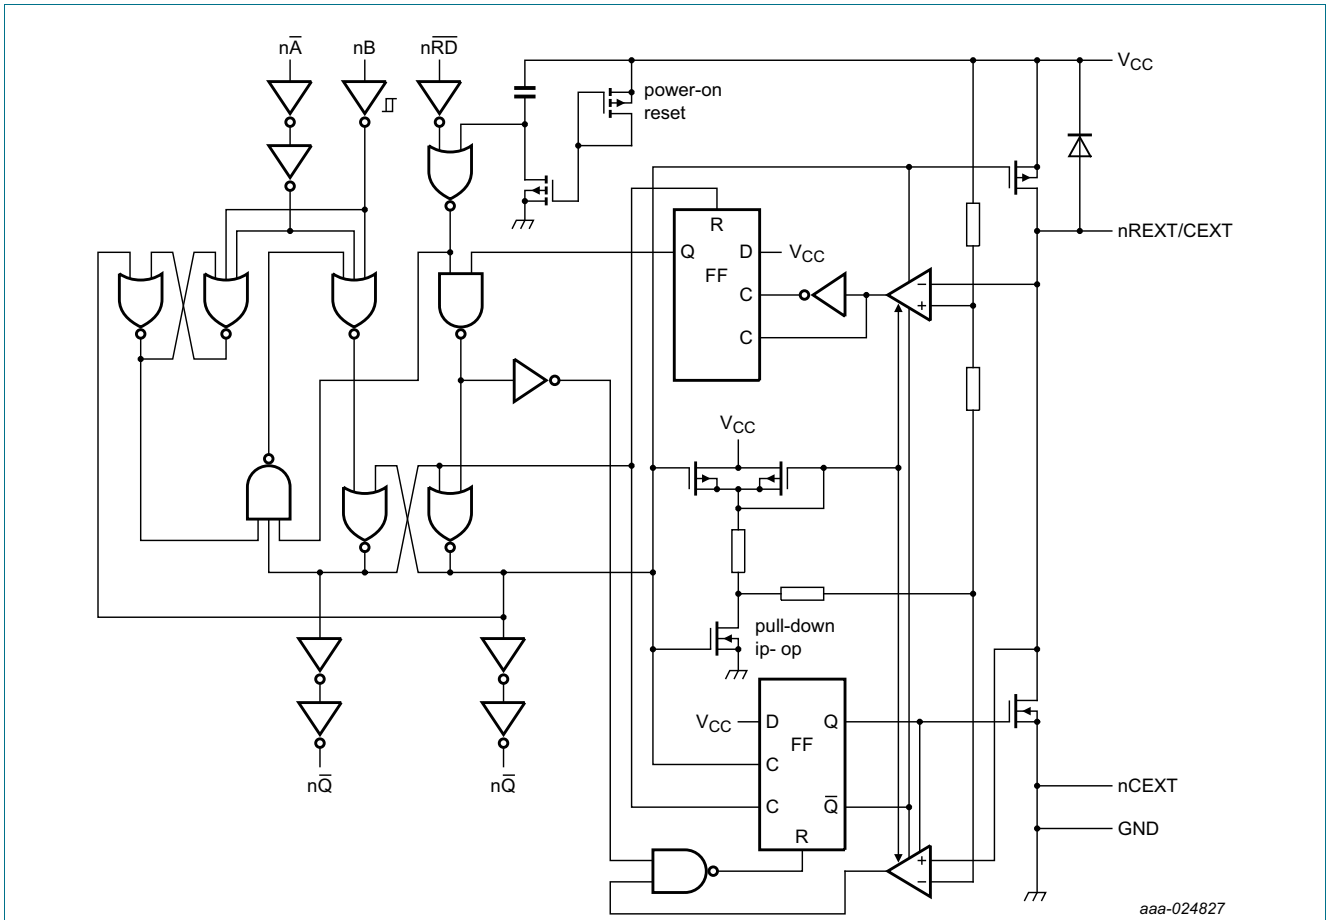 nA̅ nB nR̅D̅ VCC
power-on
reset
R
Q D VCC
FF
C
C
nREXT/CEXT
VCC
pull-down
ip- op
VCC D Q
FF
C
C Q̅
R
nQ̅ nQ̅
nCEXT
GND
aaa-024827